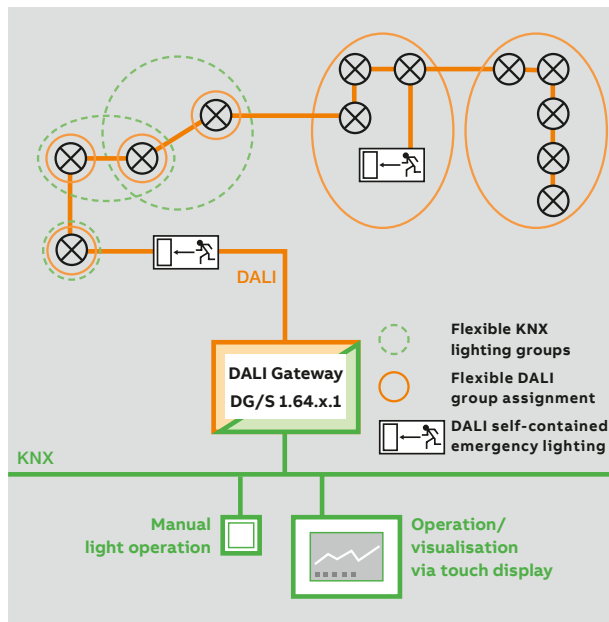 DALI
DALI Gateway
DG/S 1.64.x.1
Flexible KNX
lighting groups
Flexible DALI
group assignment
DALI self-contained
emergency lighting
KNX
Manual
light operation
Operation/
visualisation
via touch display